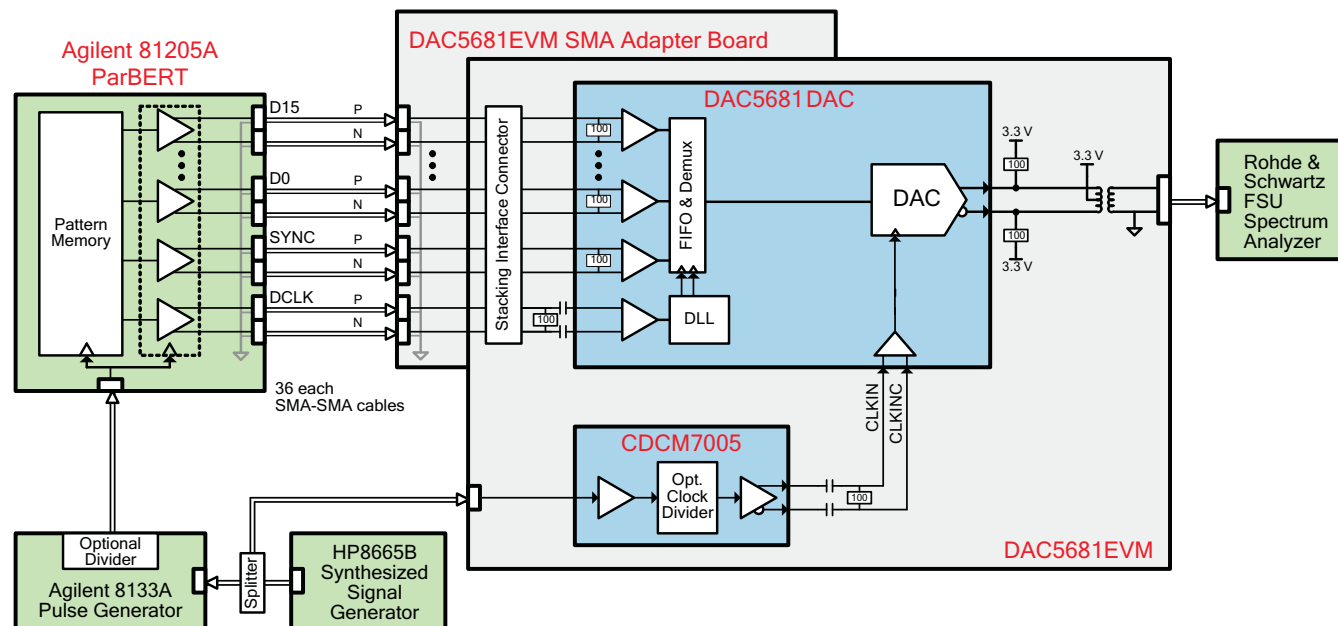 DAC5681EVM SMA Adapter Board
Agilent 81205A
ParBERT
DAC5681 DAC
D15
P
N
D0
P
N
SYNC
P
N
DCLK
P
N
Pattern
Memory
36 each
SMA-SMA cables
Stacking Interface Connector
100
100
100
100
FIFO & Demux
DLL
DAC
3.3 V
100
3.3 V
100
3.3 V
Rohde &
Schwartz
FSU
Spectrum
Analyzer
CLKIN
CLKINC
CDCM7005
Opt.
Clock
Divider
100
DAC5681EVM
Optional
Divider
Agilent 8133A
Pulse Generator
Splitter
HP8665B
Synthesized
Signal
Generator